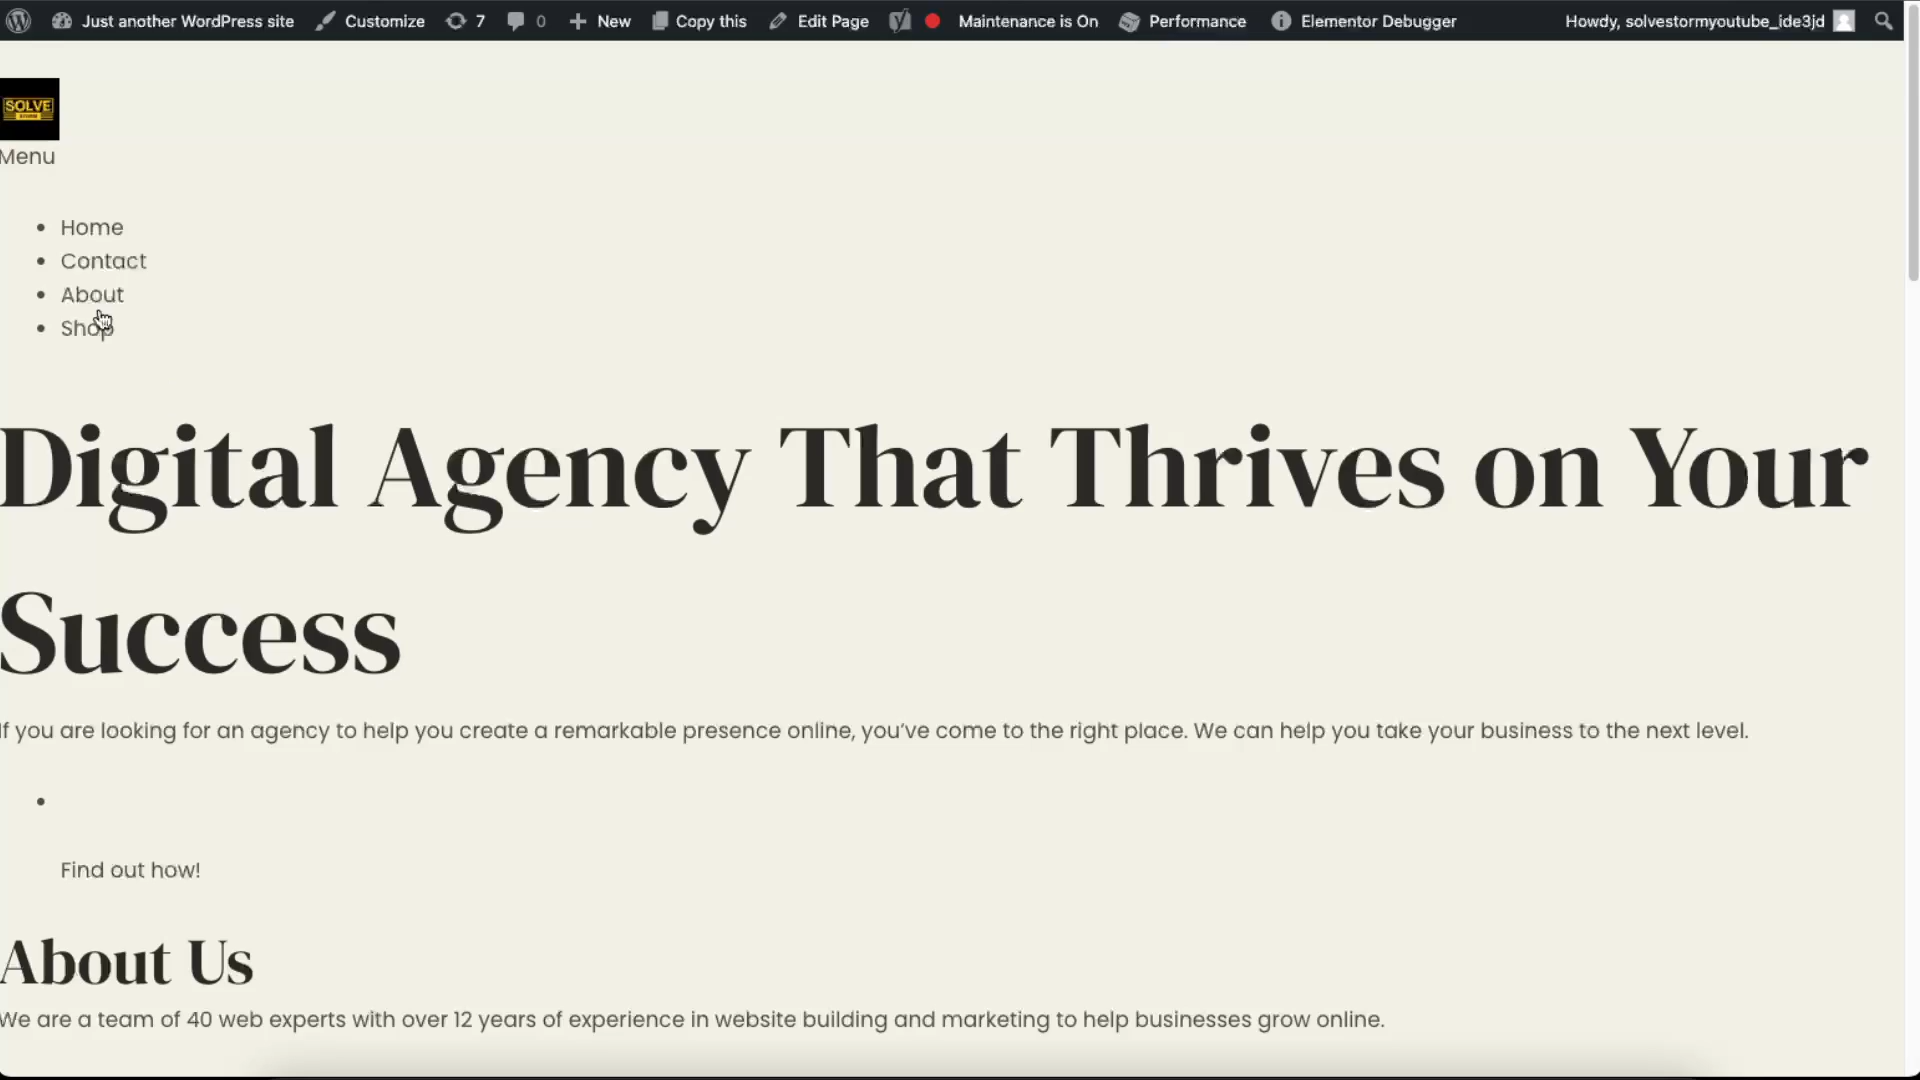 Just another WordPress site Customize 7 0 New Copy this Edit Page Maintenance is On Performance Elementor Debugger Howdy, solvestormyoutube_ide3jd
SOLVE
STORM
Menu
Home
Contact
About
Shop
Digital Agency That Thrives on Your
Success
If you are looking for an agency to help you create a remarkable presence online, you’ve come to the right place. We can help you take your business to the next level.
Find out how!
About Us
We are a team of 40 web experts with over 12 years of experience in website building and marketing to help businesses grow online.